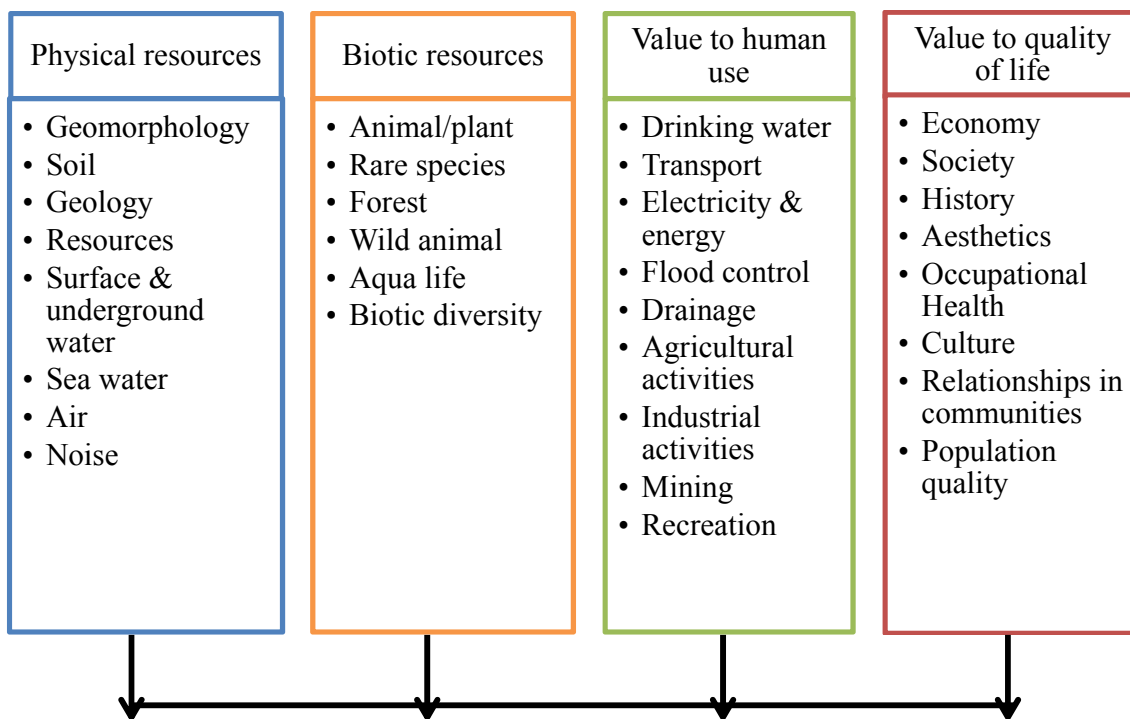 Physical resources
• Geomorphology
• Soil
• Geology
• Resources
• Surface &
underground
water
• Sea water
• Air
• Noise
Biotic resources
• Animal/plant
• Rare species
• Forest
• Wild animal
• Aqua life
• Biotic diversity
Value to human
use
• Drinking water
• Transport
• Electricity &
energy
• Flood control
• Drainage
• Agricultural
activities
• Industrial
activities
• Mining
• Recreation
Value to quality
of life
• Economy
• Society
• History
• Aesthetics
• Occupational
Health
• Culture
• Relationships in
communities
• Population
quality